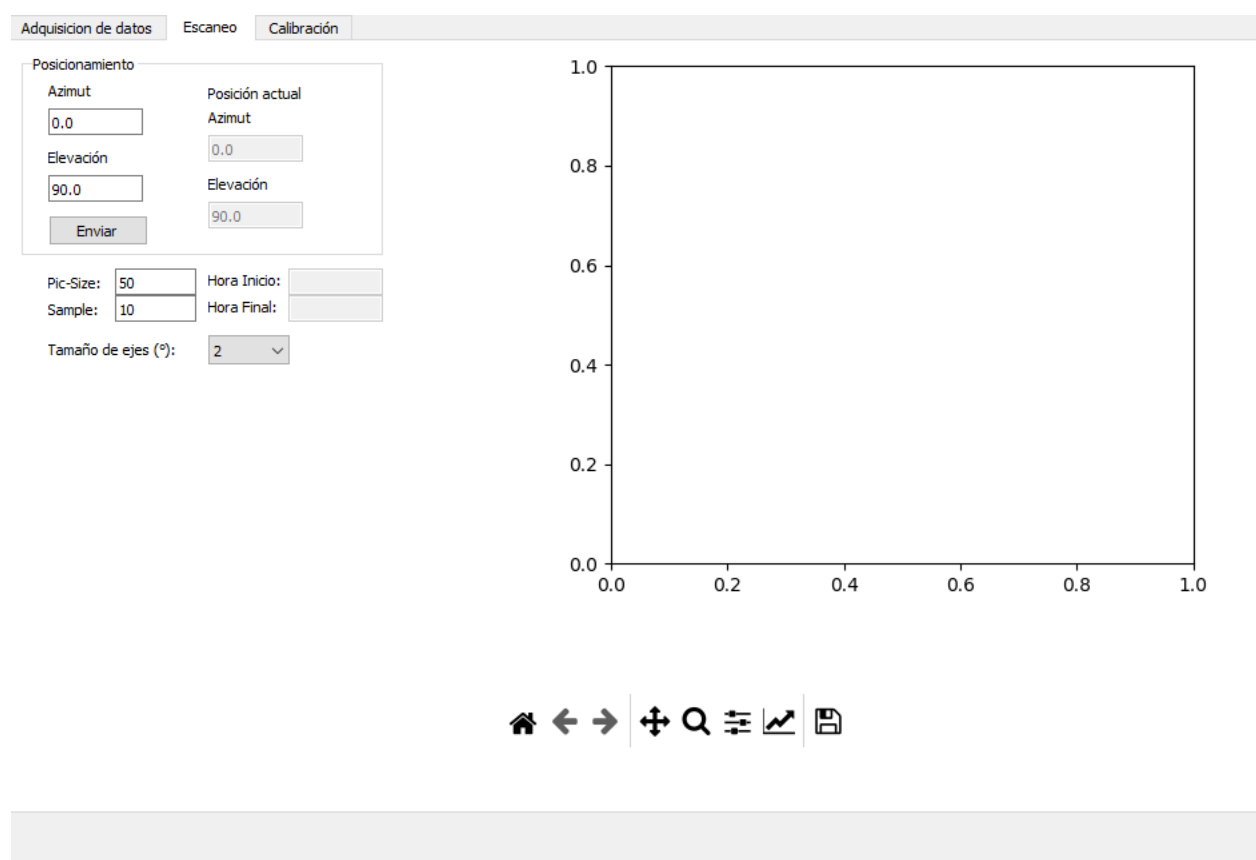 Adquisicion de datos Escaneo Calibración
Posicionamiento
Azimut
0.0
Elevación
90.0
Enviar
Posición actual
Azimut
0.0
Elevación
90.0
Pic-Size: 50 Hora Inicio:
Sample: 10 Hora Final:
Tamaño de ejes (°): 2
1.0
0.8
0.6
0.4
0.2
0.0
0.0 0.2 0.4 0.6 0.8 1.0